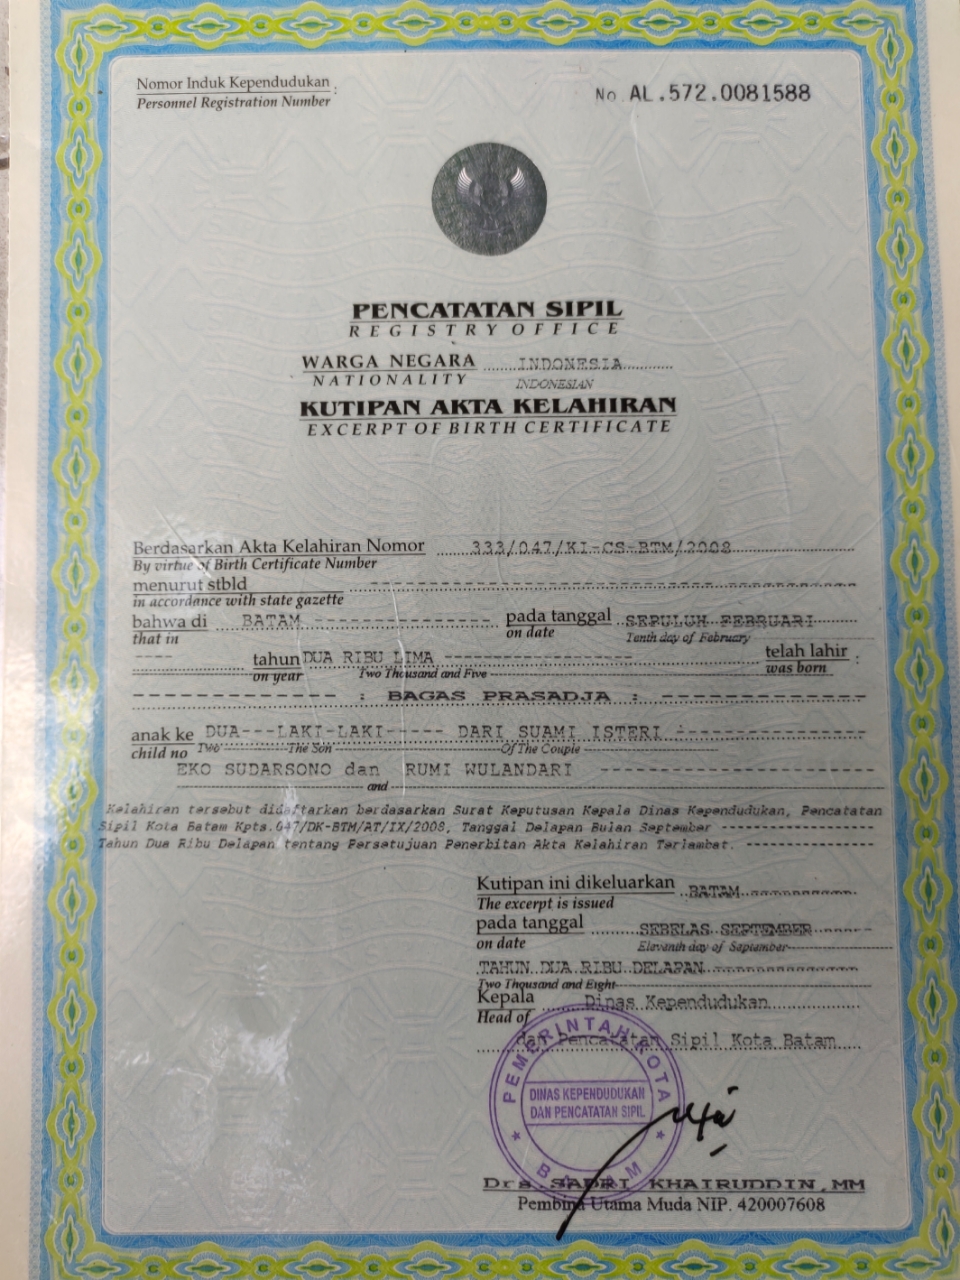 Nomor Induk Kependudukan :
Personnel Registration Number
No AL.572.0081588
PENCATATAN SIPIL
REGISTRY OFFICE
WARGA NEGARA ........INDONESIA............
NATIONALITY INDONESIAN
KUTIPAN AKTA KELAHIRAN
EXCERPT OF BIRTH CERTIFICATE
Berdasarkan Akta Kelahiran Nomor 333/047/KI-CS-BTM/2008
By virtue of Birth Certificate Number
menurut stbld
in accordance with state gazette
bahwa di BATAM pada tanggal SEPULUH FEBRUARI
that in on date Tenth day of February
tahun DUA RIBU LIMA telah lahir :
on year Two Thousand and Five was born
: BAGAS PRASADJA :
anak ke DUA---LAKI-LAKI----- DARI SUAMI ISTERI
child no Two The Son Of The Couple
EKO SUDARSONO dan RUMI WULANDARI
and
Kelahiran tersebut didaftarkan berdasarkan Surat Keputusan Kepala Dinas Kependudukan, Pencatatan
Sipil Kota Batam Kpts.047/DK-BTM/AT/IX/2008, Tanggal Delapan Bulan September
Tahun Dua Ribu Delapan tentang Persetujuan Penerbitan Akta Kelahiran Terlambat.
Kutipan ini dikeluarkan BATAM
The excerpt is issued
pada tanggal SEBELAS SEPTEMBER
on date Eleventh day of September
TAHUN DUA RIBU DELAPAN
Two Thousand and Eight
Kepala Dinas Kependudukan
Head of
dan Pencatatan Sipil Kota Batam
PEMERINTAH KOTA
DINAS KEPENDUDUKAN
DAN PENCATATAN SIPIL
BATAM
Drs. SADRI KHAIRUDDIN, MM
Pembina Utama Muda NIP. 420007608